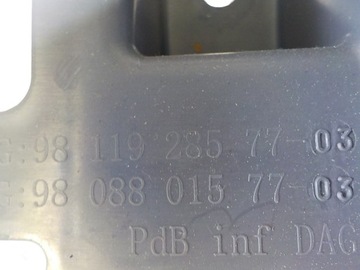 G:98 119 285 77-03
G:98 088 015 77-03
PdB inf DAG